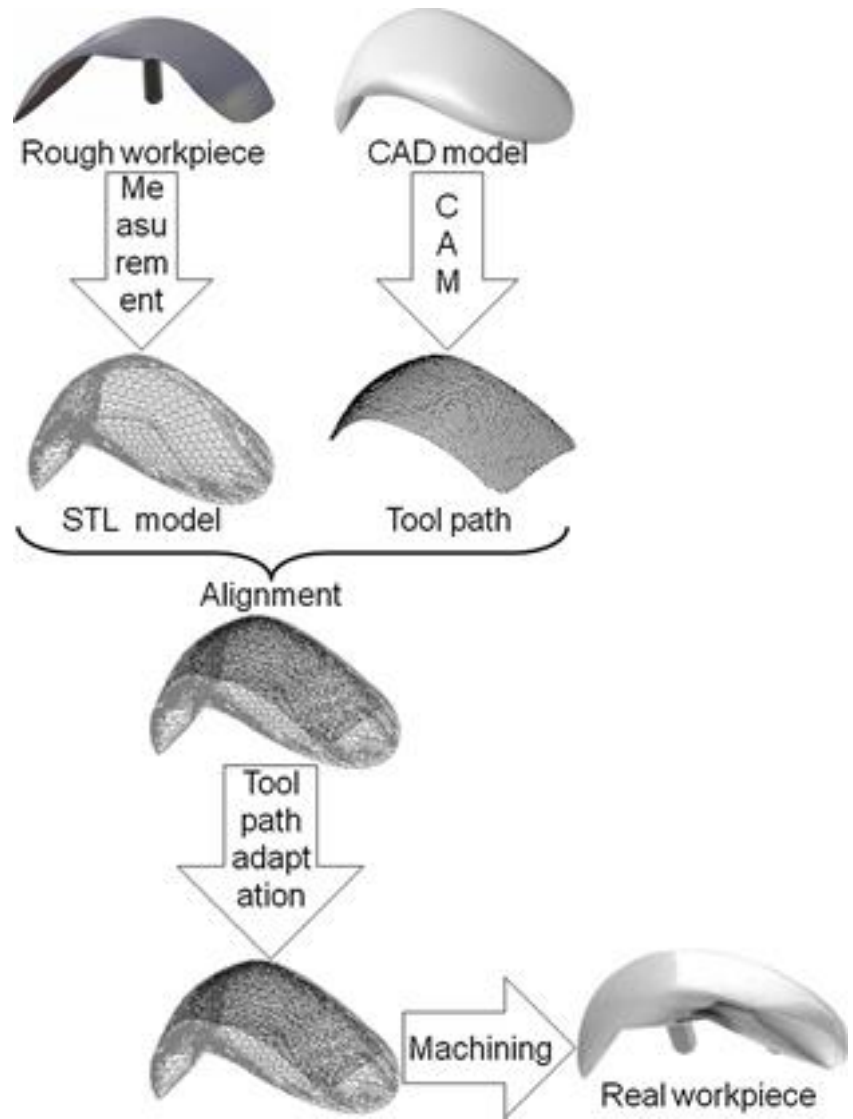 Rough workpiece
CAD model
Me
asu
rem
ent
C
A
M
STL model
Tool path
Alignment
Tool
path
adapt
ation
Machining
Real workpiece